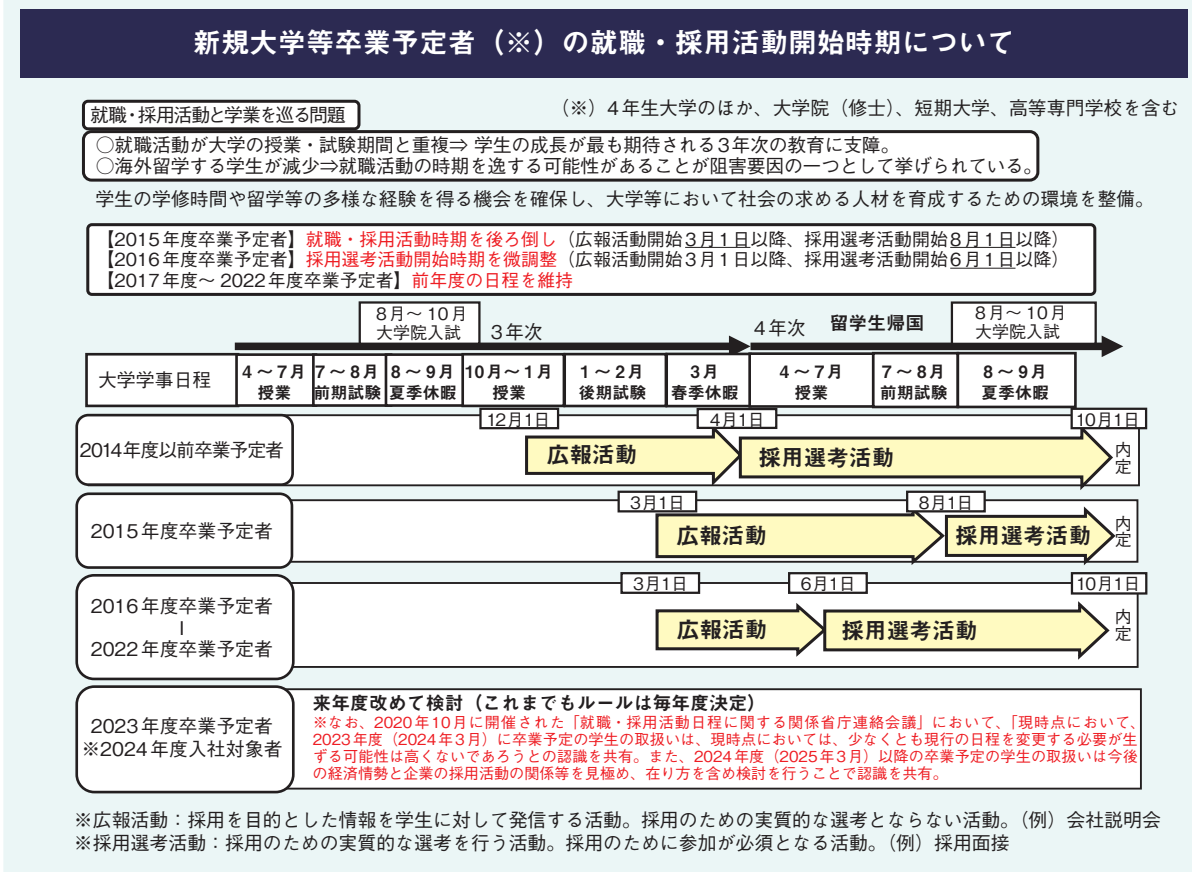 新規大学等卒業予定者(※)の就職・採用活動開始時期について
就職・採用活動と学業を巡る問題
(※)4年生大学のほか、大学院(修士)、短期大学、高等専門学校を含む
○就職活動が大学の授業・試験期間と重複⇒ 学生の成長が最も期待される3年次の教育に支障。
○海外留学する学生が減少⇒就職活動の時期を逸する可能性があることが阻害要因の一つとして挙げられている。
学生の学修時間や留学等の多様な経験を得る機会を確保し、大学等において社会の求める人材を育成するための環境を整備。
【2015年度卒業予定者】就職・採用活動時期を後ろ倒し(広報活動開始3月1日以降、採用選考活動開始8月1日以降)
【2016年度卒業予定者】採用選考活動開始時期を微調整(広報活動開始3月1日以降、採用選考活動開始6月1日以降)
【2017年度～2022年度卒業予定者】前年度の日程を維持
8月～10月
大学院入試
3年次
4年次
留学生帰国
8月～10月
大学院入試
大学学事日程
4～7月
授業
7～8月
前期試験
8～9月
夏季休暇
10月～1月
授業
1～2月
後期試験
3月
春季休暇
4～7月
授業
7～8月
前期試験
8～9月
夏季休暇
12月1日
4月1日
10月1日
2014年度以前卒業予定者
広報活動
採用選考活動
内定
3月1日
8月1日
2015年度卒業予定者
広報活動
採用選考活動
内定
3月1日
6月1日
10月1日
2016年度卒業予定者
|
2022年度卒業予定者
広報活動
採用選考活動
内定
2023年度卒業予定者
※2024年度入社対象者
来年度改めて検討(これまでもルールは毎年度決定)
※なお、2020年10月に開催された「就職・採用活動日程に関する関係省庁連絡会議」において、「現時点において、
2023年度(2024年3月)に卒業予定の学生の取扱いは、現時点においては、少なくとも現行の日程を変更する必要が生
ずる可能性は高くないであろうとの認識を共有。また、2024年度(2025年3月)以降の卒業予定の学生の取扱いは今後
の経済情勢と企業の採用活動の関係等を見極め、在り方を含め検討を行うことで認識を共有。
※広報活動:採用を目的とした情報を学生に対して発信する活動。採用のための実質的な選考とならない活動。(例)会社説明会
※採用選考活動:採用のための実質的な選考を行う活動。採用のために参加が必須となる活動。(例)採用面接